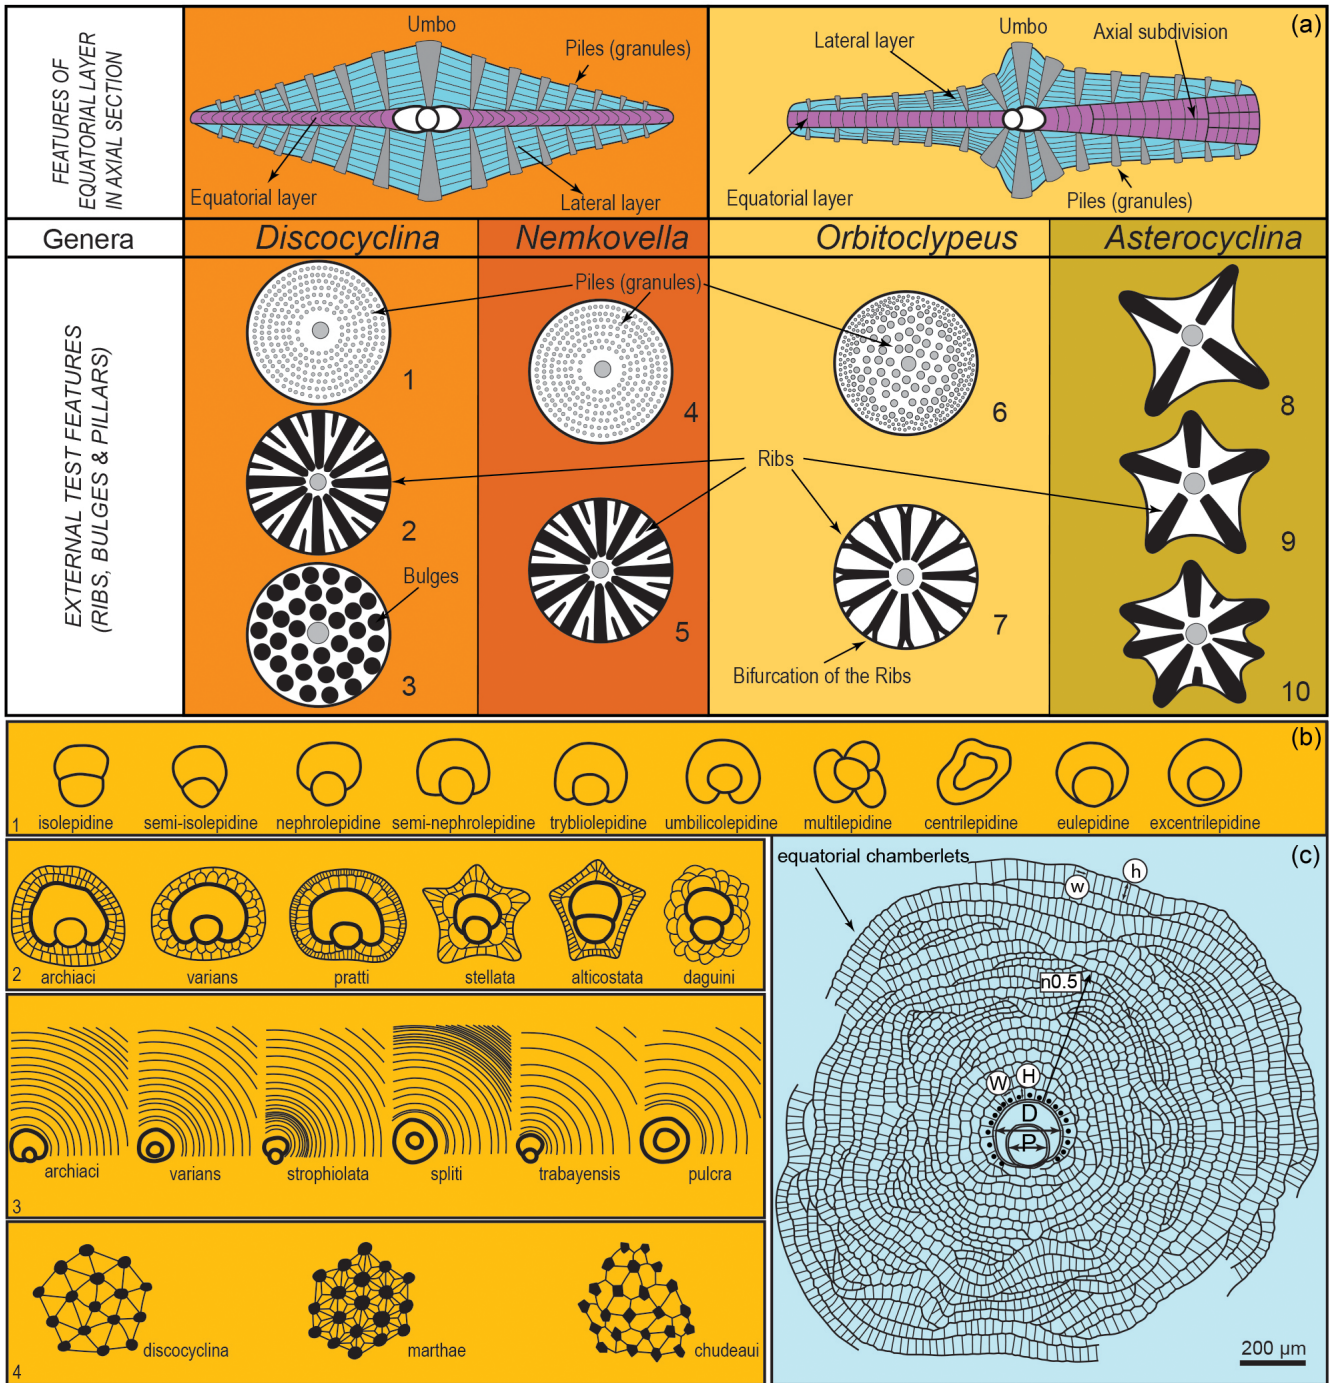 (a)
FEATURES OF
EQUATORIAL LAYER
IN AXIAL SECTION
Umbo
Piles (granules)
Equatorial layer
Lateral layer
Umbo
Lateral layer
Axial subdivision
Equatorial layer
Piles (granules)
Genera
Discocyclina
Nemkovella
Orbitoclypeus
Asterocyclina
EXTERNAL TEST FEATURES
(RIBS, BULGES & PILLARS)
Piles (granules)
1
4
6
8
Ribs
2
9
Bulges
5
7
3
Bifurcation of the Ribs
10
(b)
isolepidine
semi-isolepidine
nephrolepidine
semi-nephrolepidine
trybliolepidine
umbilicolepidine
multilepidine
centrilepidine
eulepidine
excentrilepidine
1
archiaci
varians
pratti
stellata
alticostata
daguini
2
archiaci
varians
strophiolata
spliti
trabayensis
pulcra
3
discocyclina
marthae
chudeaui
4
(c)
equatorial chamberlets
w
h
n0.5
W
H
D
P
200 µm